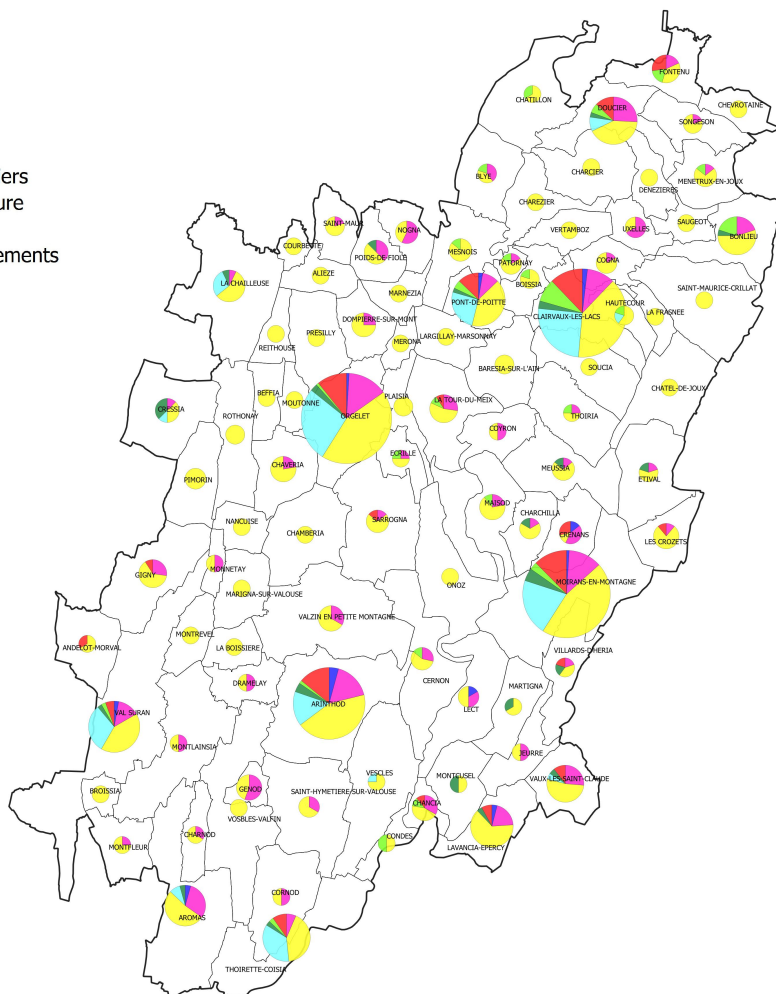 ers
ure
ements
FONTENU
CHATILLON
DOUCIER
CHEVROTAINE
SONGESON
BLYE
CHARCIER
MENETRUX-EN-JOUX
DENEZIERES
CHAREZIER
SAINT-MAUR
NOGNA
VERTAMBOZ
UXELLES
SAUGEOT
BONLIEU
COURBETTE
POIDS-DE-FIOLE
MESNOIS
PATORNAY
COGNA
ALIEZE
LA CHAILLEUSE
BOISSIA
SAINT-MAURICE-CRILLAT
MARNEZIA
PONT-DE-POITTE
HAUTECOUR
CLAIRVAUX-LES-LACS
LA FRASNEE
DOMPIERRE-SUR-MONT
PRESILLY
REITHOUSE
MERONA
LARGILLAY-MARSONNAY
BARESIA-SUR-L'AIN
SOUCIA
CHATEL-DE-JOUX
BEFFIA
MOUTONNE
PLAISIA
LA TOUR-DU-MEIX
CRESSIA
ROTHONAY
ORGELET
THOIRIA
COYRON
ECRILLE
CHAVERIA
MEUSSIA
ETIVAL
PIMORIN
MAISOD
CHARCHILLA
NANCUISE
SARROGNA
CHAMBERIA
CRENANS
LES CROZETS
MONNETAY
GIGNY
MOIRANS-EN-MONTAGNE
MARIGNA-SUR-VALOUSE
ONOZ
VALZIN EN PETITE MONTAGNE
MONTREVEL
ANDELOT-MORVAL
LA BOISSIERE
VILLARDS-D'HERIA
CERNON
DRAMELAY
MARTIGNA
ARINTHOD
LECT
VAL SURAN
MONTLAINSIA
JEURRE
VESCLES
MONTCUSEL
VAUX-LES-SAINT-CLAUDE
BROISSIA
GENOD
SAINT-HYMETIERE-SUR-VALOUSE
CHANCIA
VOSBLES-VALFIN
CHARNOD
CONDES
MONTFLEUR
LAVANCIA-EPERCY
CORNOD
AROMAS
THOIRETTE-COISIA